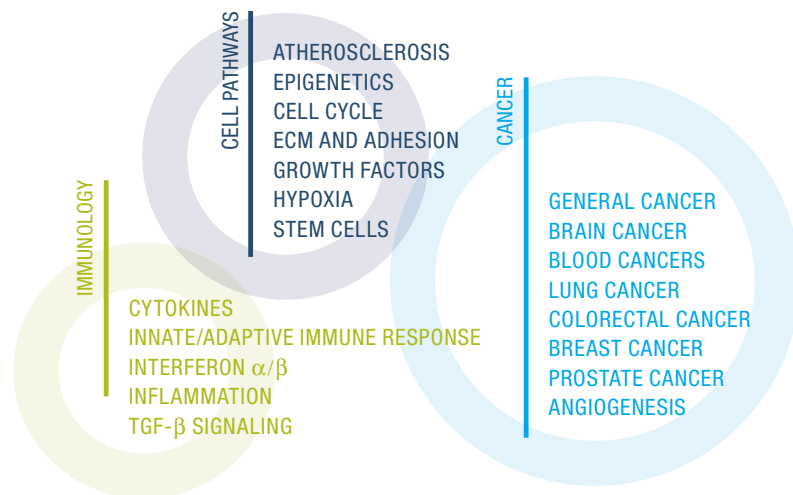 CELL PATHWAYS
ATHEROSCLEROSIS
EPIGENETICS
CELL CYCLE
ECM AND ADHESION
GROWTH FACTORS
HYPOXIA
STEM CELLS
CANCER
GENERAL CANCER
BRAIN CANCER
BLOOD CANCERS
LUNG CANCER
COLORECTAL CANCER
BREAST CANCER
PROSTATE CANCER
ANGIOGENESIS
IMMUNOLOGY
CYTOKINES
INNATE/ADAPTIVE IMMUNE RESPONSE
INTERFERON α/β
INFLAMMATION
TGF-β SIGNALING